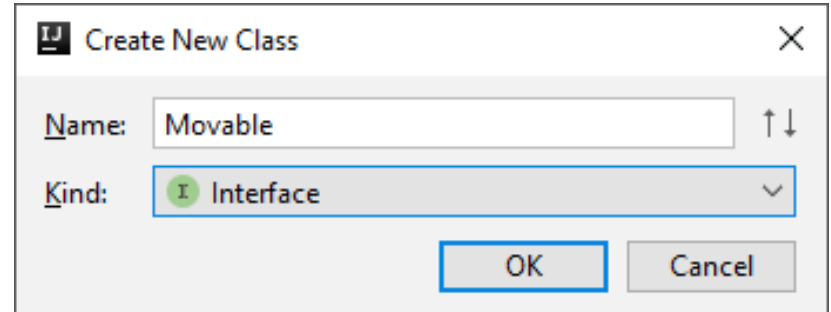 IJ Create New Class
Name: Movable
Kind: I Interface
OK Cancel